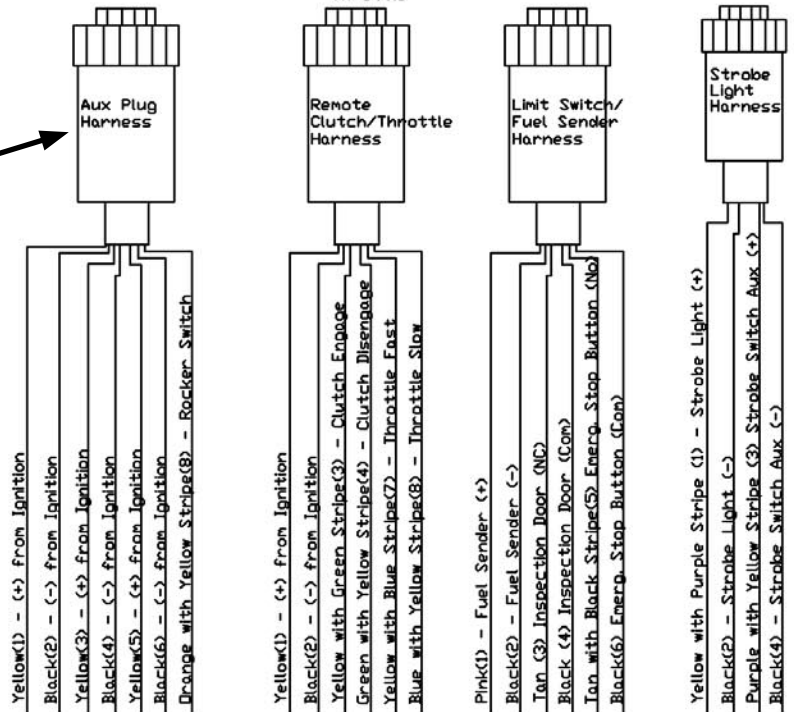 Aux Plug
Harness
Remote
Clutch/Throttle
Harness
Limit Switch/
Fuel Sender
Harness
Strobe
Light
Harness
Yellow(1) - (+) from Ignition
Black(2) - (-) from Ignition
Yellow(3) - (+) from Ignition
Black(4) - (-) from Ignition
Yellow(5) - (+) from Ignition
Black(6) - (-) from Ignition
Orange with Yellow Stripe(8) - Rocker Switch
Yellow(1) - (+) from Ignition
Black(2) - (-) from Ignition
Yellow with Green Stripe(3) - Clutch Engage
Green with Yellow Stripe(4) - Clutch Disengage
Yellow with Blue Stripe(7) - Throttle Fast
Blue with Yellow Stripe(8) - Throttle Slow
Pink(1) - Fuel Sender (+)
Black(2) - Fuel Sender (-)
Tan (3) Inspection Door (NC)
Black (4) Inspection Door (Com)
Tan with Black Stripe(5) Emerg. Stop Button (No)
Black(6) Emerg. Stop Button (Com)
Yellow with Purple Stripe (1) - Strobe Light (+)
Black(2) - Strobe Light (-)
Purple with Yellow Stripe (3) Strobe Switch Aux (+)
Black(4) - Strobe Switch Aux (-)